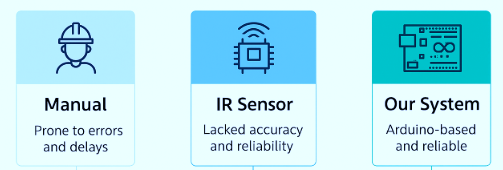 Manual
Prone to errors
and delays
IR Sensor
Lacked accuracy
and reliability
Our System
Arduino-based
and reliable